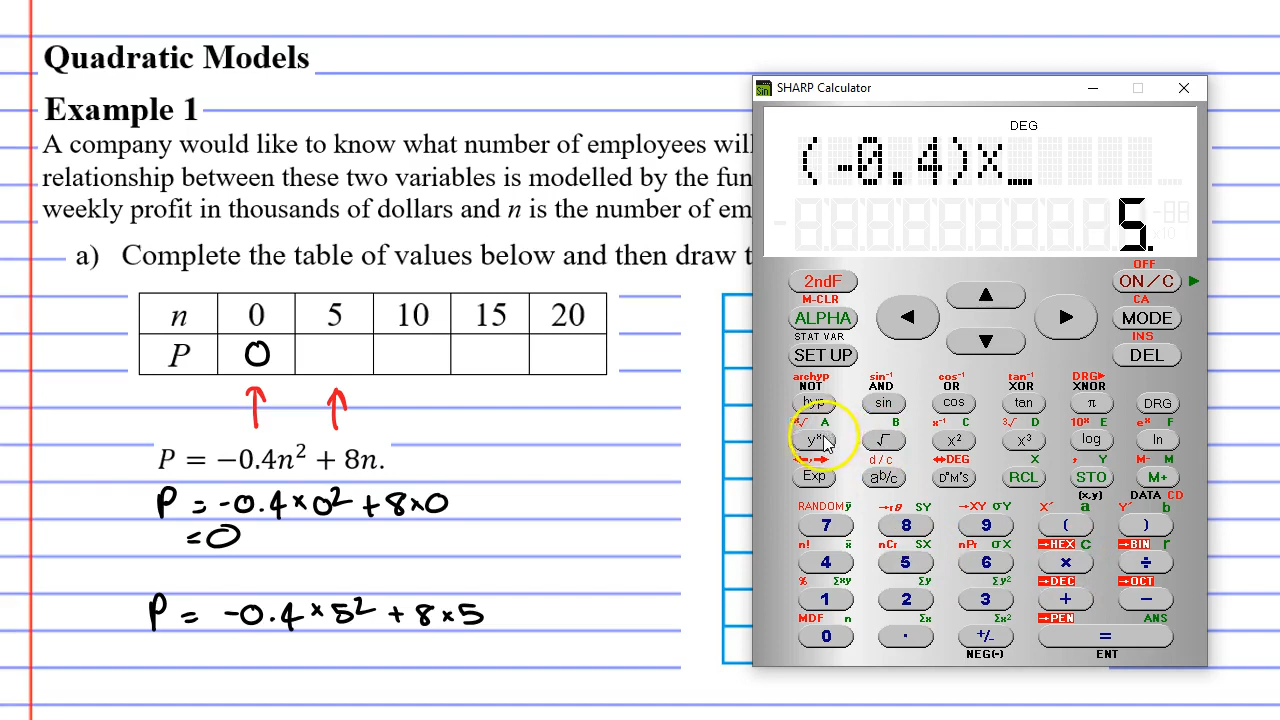 Quadratic Models
Example 1
A company would like to know what number of employees will
relationship between these two variables is modelled by the fun
weekly profit in thousands of dollars and n is the number of em
a) Complete the table of values below and then draw t
n 0 5 10 15 20
P 0
P = −0.4n² + 8n.
P = -0.4 × 0² + 8×0
= 0
P = -0.4 × 5² + 8 × 5
SHARP Calculator
DEG
(-0.4)×_
5.
OFF
2ndF ON/C
M-CLR CA
ALPHA MODE
STAT VAR INS
SET UP DEL
archyp sin⁻¹ cos⁻¹ tan⁻¹ DRG▶
NOT AND OR XOR XNOR
hyp sin cos tan π DRG
A B x⁻¹ C ³√ D 10ˣ E eˣ F
yˣ √ x² x³ log ln
d/c ↔DEG X , Y M- M
Exp ab/c D°M'S RCL STO M+
(x,y) DATA CD
RANDOM ȳ →rθ SY →XY σY X´ a Y´ b
7 8 9 ( )
n! x̄ nCr SX nPr σX →HEX C →BIN r
4 5 6 × ÷
% Σxy Σy Σy² →DEC →OCT
1 2 3 + −
MDF n Σx Σx² →PEN ANS
0 · +/− =
NEG(-) ENT